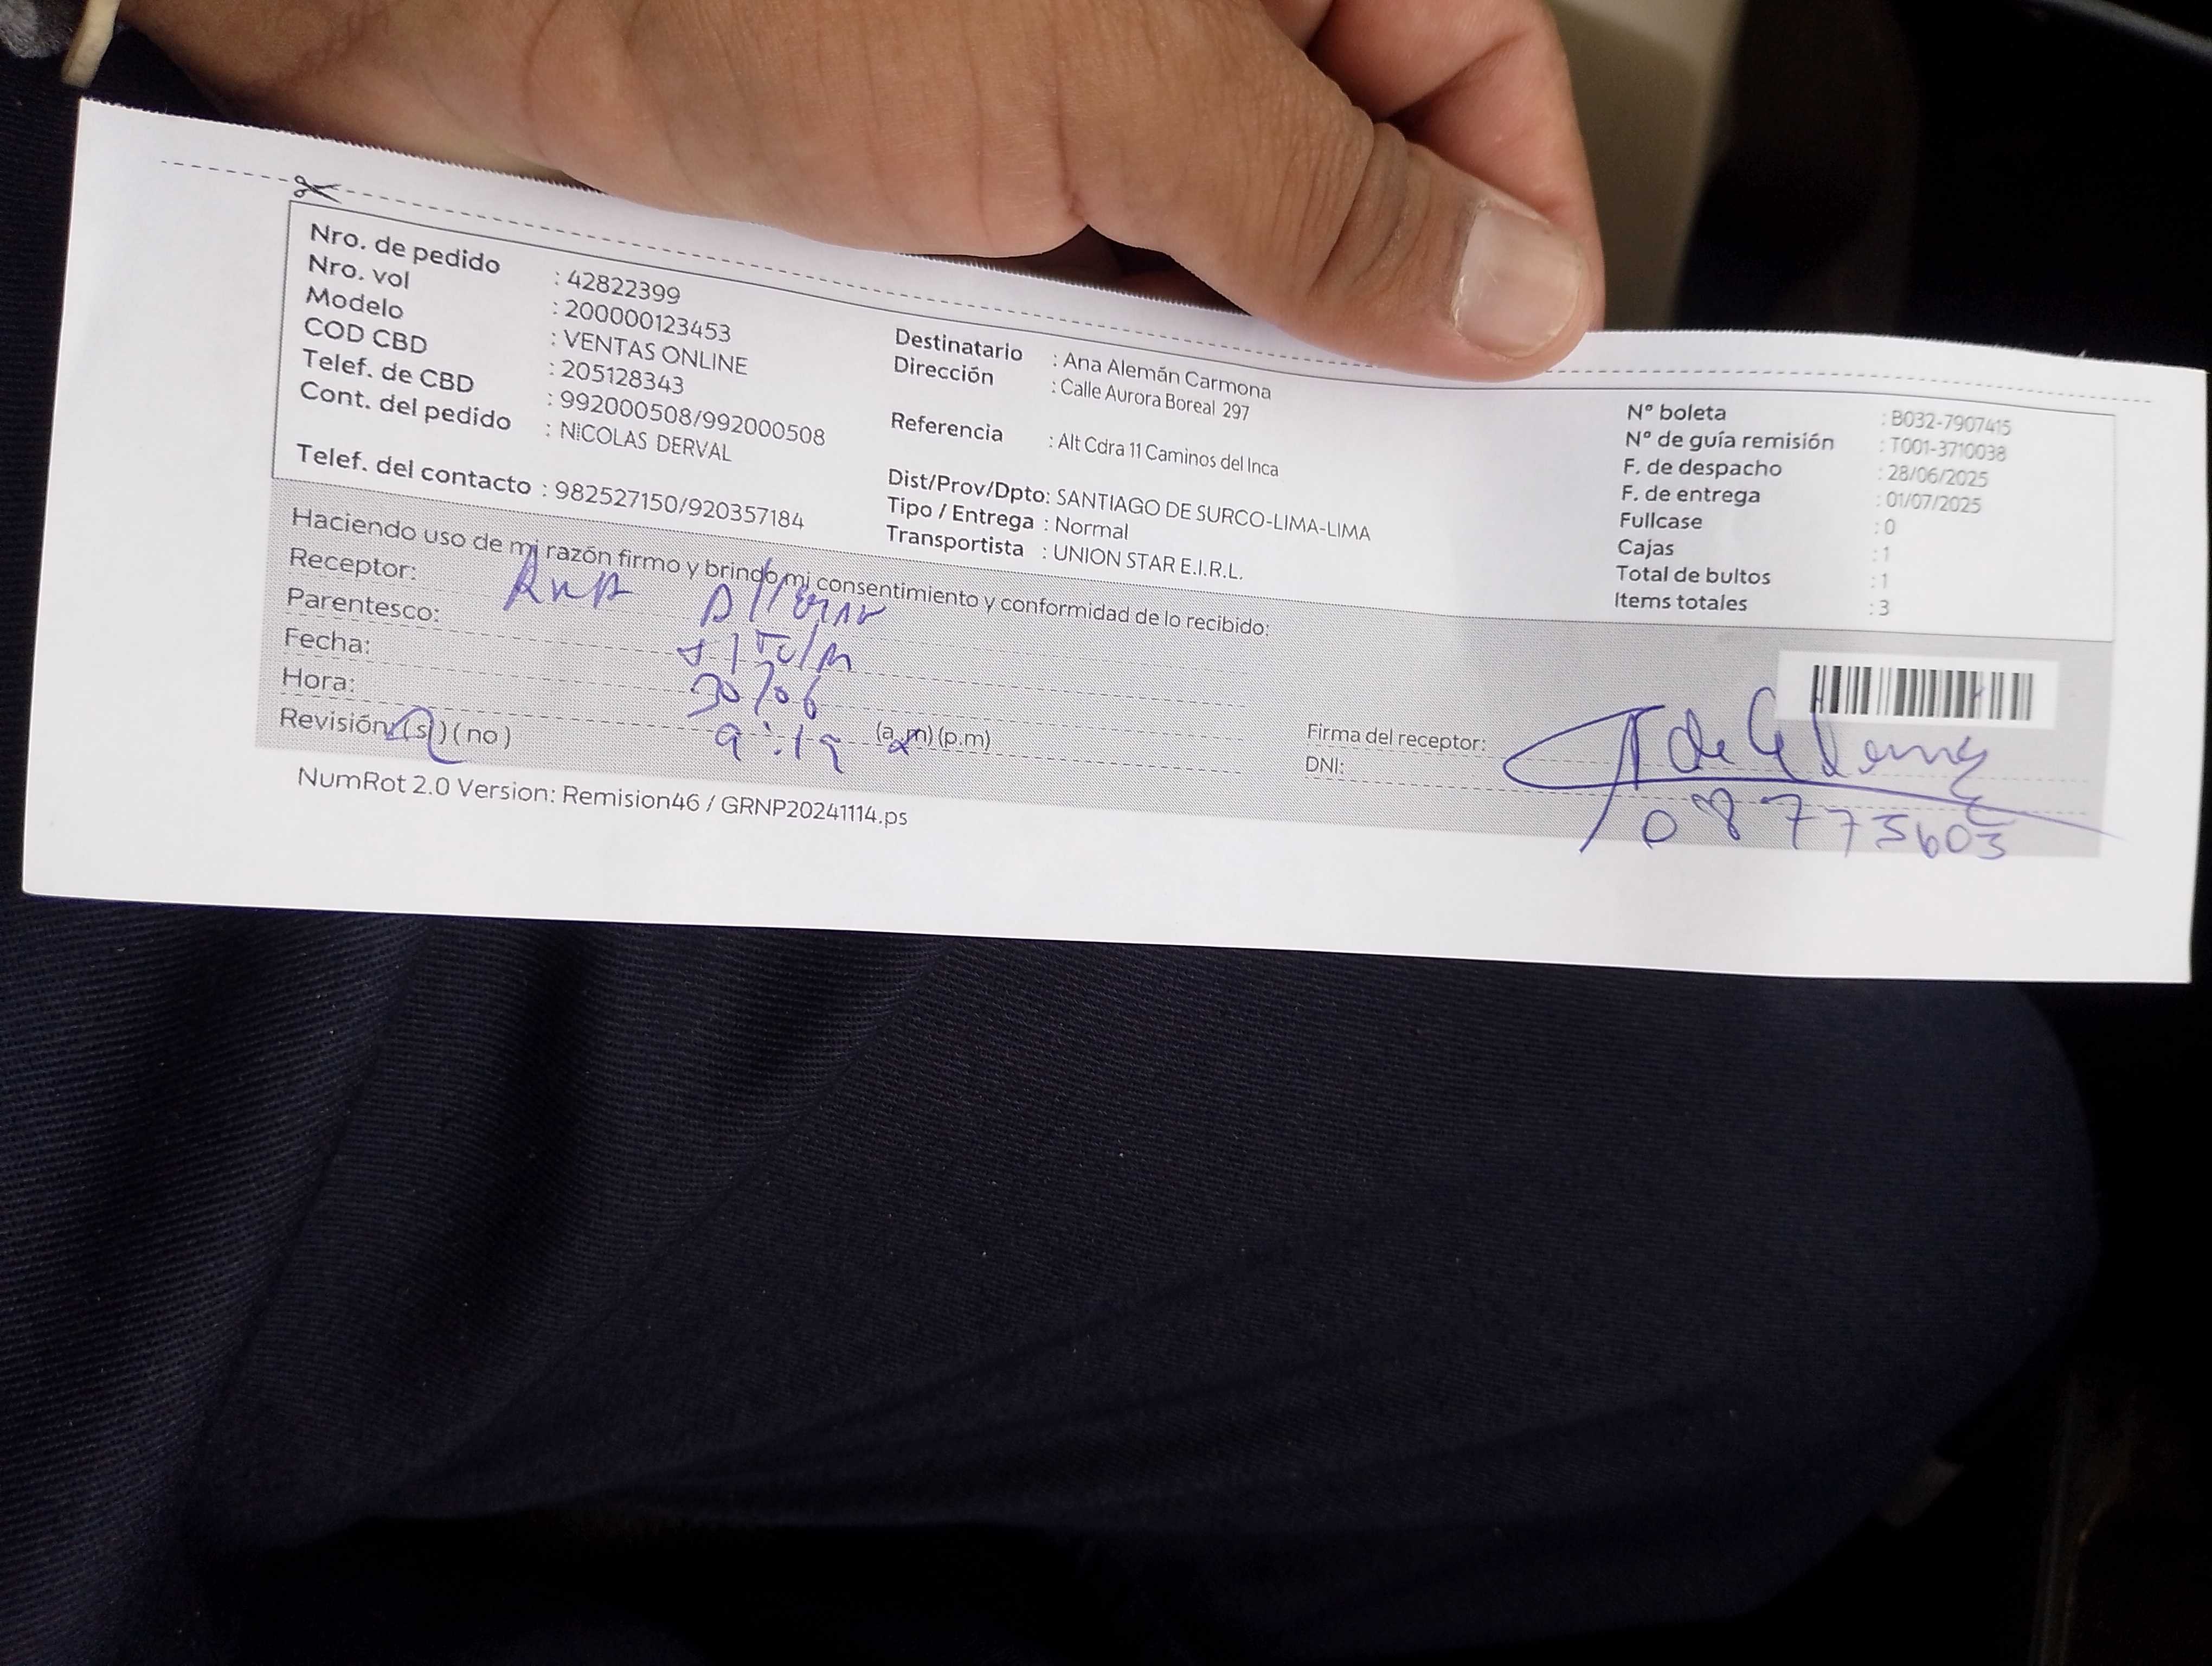 Nro. de pedido : 42822399
Nro. vol : 200000123453
Modelo : VENTAS ONLINE
COD CBD : 205128343
Telef. de CBD : 992000508/992000508
Cont. del pedido : NICOLAS DERVAL
Telef. del contacto : 982527150/920357184
Destinatario : Ana Alemán Carmona
Dirección : Calle Aurora Boreal 297
Referencia : Alt Cdra 11 Caminos del Inca
Dist/Prov/Dpto: SANTIAGO DE SURCO-LIMA-LIMA
Tipo / Entrega : Normal
Transportista : UNION STAR E.I.R.L.
N° boleta : B032-7907415
N° de guía remisión : T001-3710038
F. de despacho : 28/06/2025
F. de entrega : 01/07/2025
Fullcase : 0
Cajas : 1
Total de bultos : 1
Items totales : 3
Haciendo uso de mi razón firmo y brindo mi consentimiento y conformidad de lo recibido:
Receptor: Ana
Parentesco:
Fecha: 30/06
Hora: 9:19 (a.m) (p.m)
Revisión: (si) (no)
Firma del receptor:
DNI: 08773603
NumRot 2.0 Version: Remision46 / GRNP20241114.ps